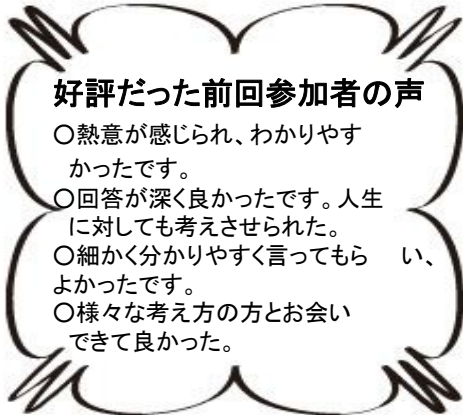 好評だった前回参加者の声
〇熱意が感じられ、わかりやす
かったです。
〇回答が深く良かったです。人生
に対しても考えさせられた。
〇細かく分かりやすく言ってもら　い、
よかったです。
〇様々な考え方の方とお会い
できて良かった。